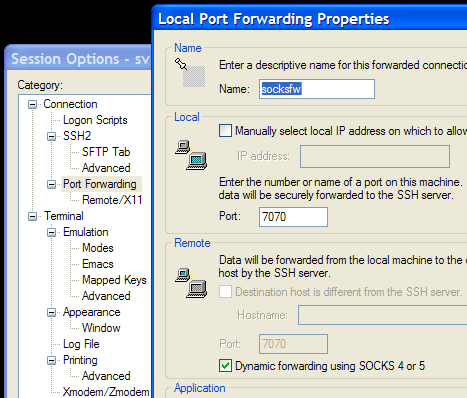 Session Options - sv
Category:
Connection
Logon Scripts
SSH2
SFTP Tab
Advanced
Port Forwarding
Remote/X11
Terminal
Emulation
Modes
Emacs
Mapped Keys
Advanced
Appearance
Window
Log File
Printing
Advanced
Xmodem/Zmodem
Local Port Forwarding Properties
Name
Enter a descriptive name for this forwarded connectio
Name: socksfw
Local
Manually select local IP address on which to allow
IP address:
Enter the number or name of a port on this machine.
data will be securely forwarded to the SSH server.
Port: 7070
Remote
Data will be forwarded from the local machine to the
host by the SSH server.
Destination host is different from the SSH server.
Hostname:
Port: 7070
Dynamic forwarding using SOCKS 4 or 5
Application